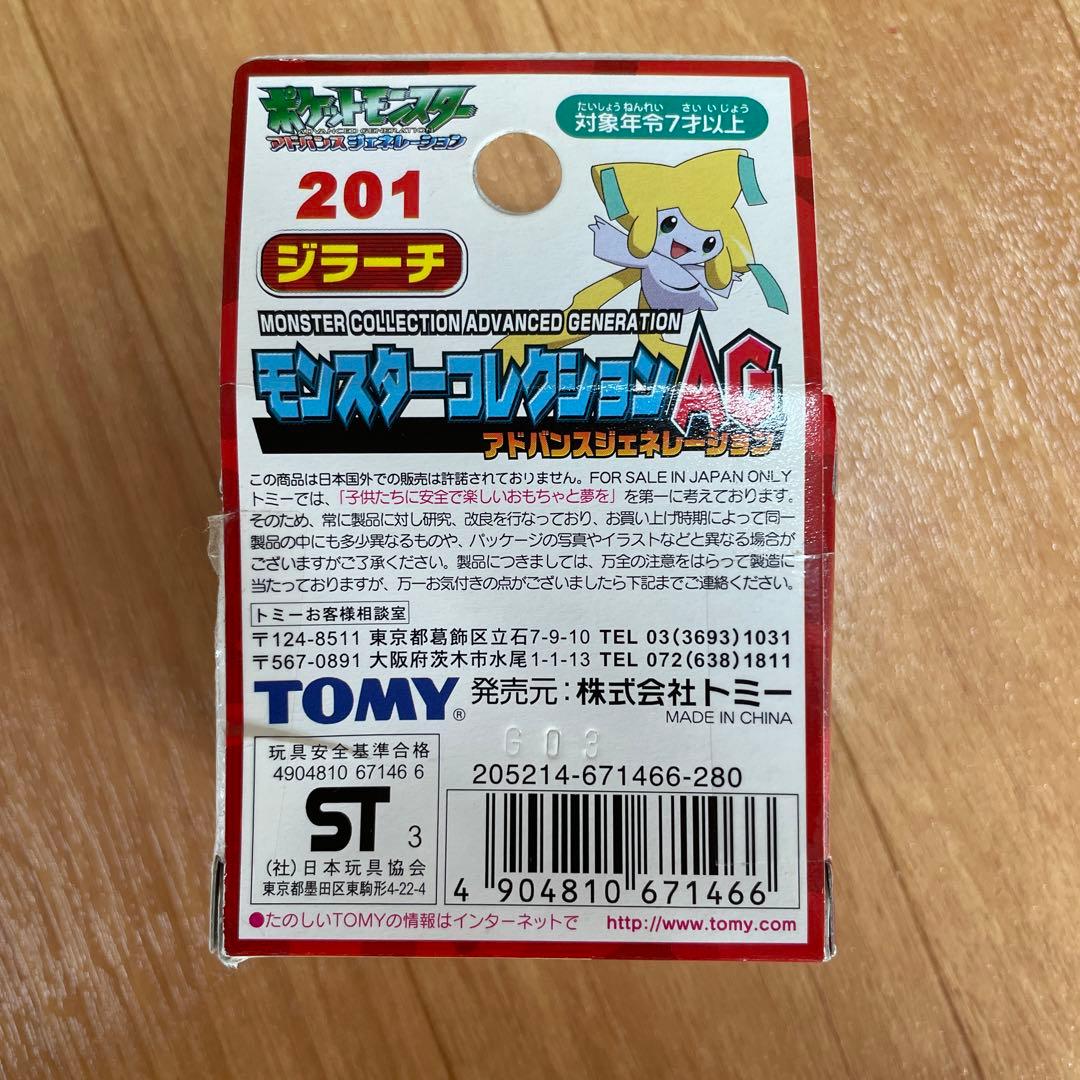 ポケットモンスター
ADVANCED GENERATION
アドバンスジェネレーション
たいしょうねんれい さいいじょう
対象年令7才以上
201
ジラーチ
MONSTER COLLECTION ADVANCED GENERATION
モンスターコレクションAG
アドバンスジェネレーション
この商品は日本国外での販売は許諾されておりません。FOR SALE IN JAPAN ONLY
トミーでは、「子供たちに安全で楽しいおもちゃと夢を」を第一に考えております。
そのため、常に製品に対し研究、改良を行なっており、お買い上げ時期によって同一
製品の中にも多少異なるものや、パッケージの写真やイラストなどと異なる場合が
ございますがご了承ください。製品につきましては、万全の注意をはらって製造に
当たっておりますが、万一お気付きの点がございましたら下記までご連絡ください。
トミーお客様相談室
〒124-8511 東京都葛飾区立石7-9-10 TEL 03(3693)1031
〒567-0891 大阪府茨木市水尾1-1-13 TEL 072(638)1811
TOMY® 発売元:株式会社トミー
MADE IN CHINA
G03
玩具安全基準合格
4904810 67146 6
ST 3
(社)日本玩具協会
東京都墨田区東駒形4-22-4
205214-671466-280
4 904810 671466
●たのしいTOMYの情報はインターネットで http://www.tomy.com